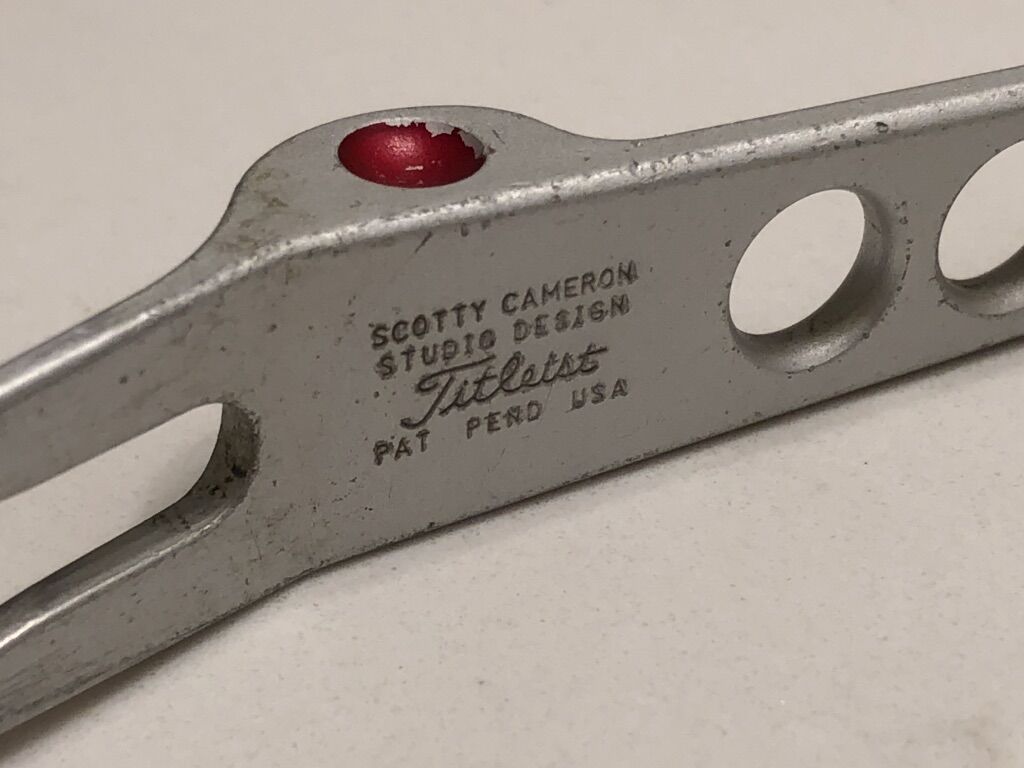 SCOTTY CAMERON
STUDIO DESIGN
Titleist
PAT PEND USA